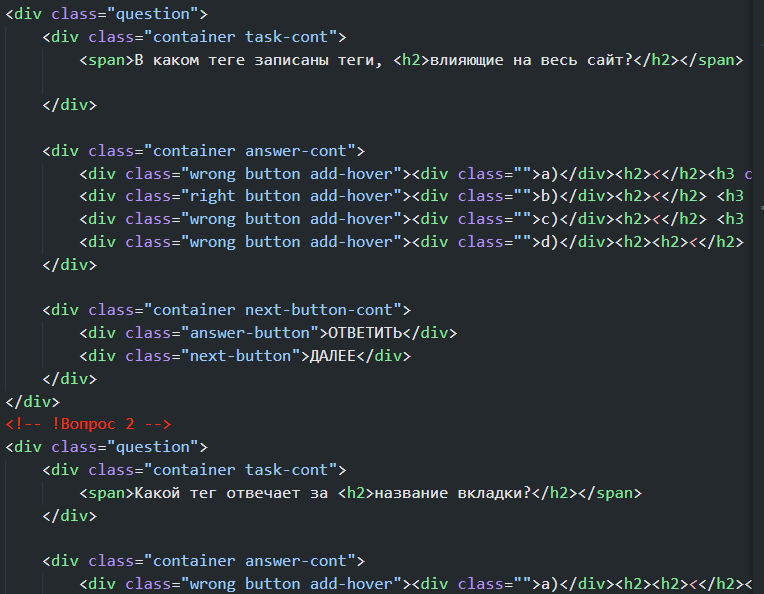 <div class="question">
<div class="container task-cont">
<span>В каком теге записаны теги, <h2>влияющие на весь сайт?</h2></span>
</div>
<div class="container answer-cont">
<div class="wrong button add-hover"><div class="">a)</div><h2><</h2><h3 c
<div class="right button add-hover"><div class="">b)</div><h2><</h2> <h3
<div class="wrong button add-hover"><div class="">c)</div><h2><</h2> <h3
<div class="wrong button add-hover"><div class="">d)</div><h2><h2><</h2>
</div>
<div class="container next-button-cont">
<div class="answer-button">ОТВЕТИТЬ</div>
<div class="next-button">ДАЛЕЕ</div>
</div>
</div>
<!-- !Вопрос 2 -->
<div class="question">
<div class="container task-cont">
<span>Какой тег отвечает за <h2>название вкладки?</h2></span>
</div>
<div class="container answer-cont">
<div class="wrong button add-hover"><div class="">a)</div><h2><h2><</h2><